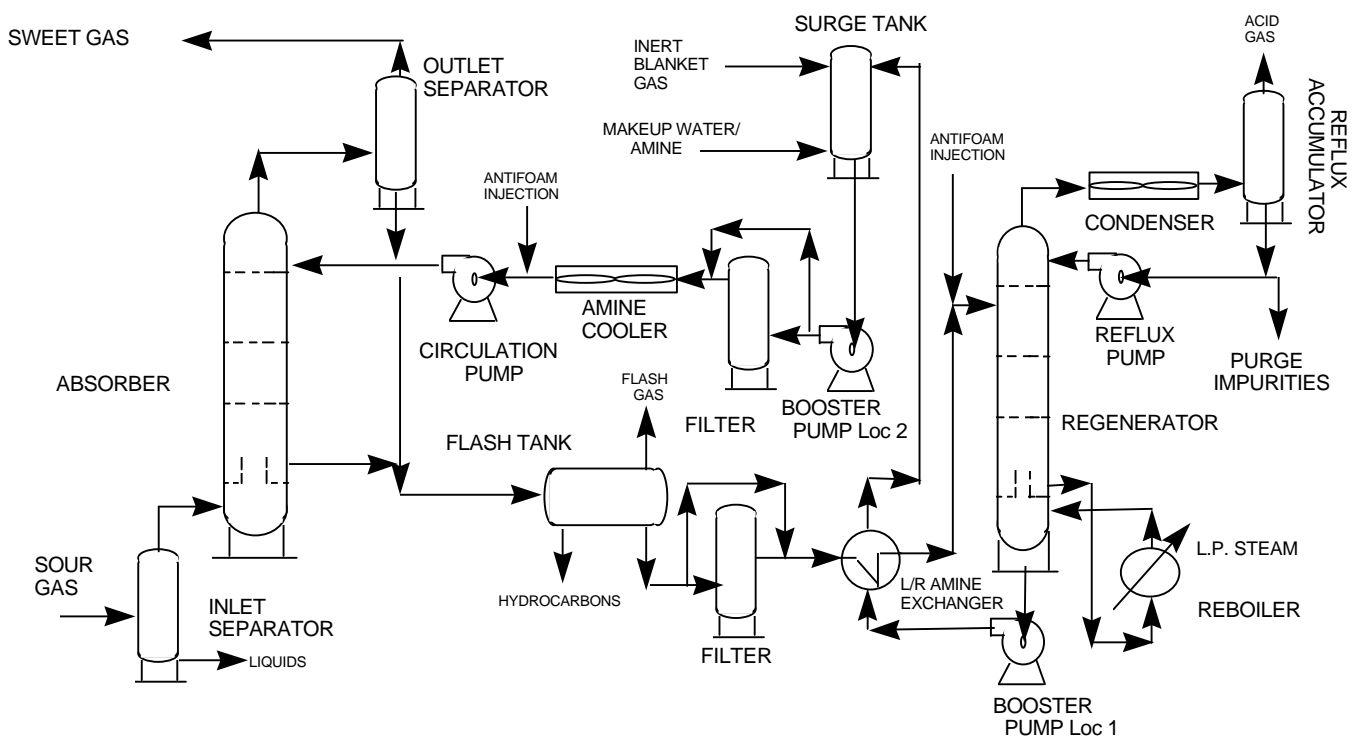 SWEET GAS
OUTLET
SEPARATOR
SURGE TANK
INERT
BLANKET
GAS
MAKEUP WATER/
AMINE
ACID
GAS
REFLUX
ACCUMULATOR
ANTIFOAM
INJECTION
ANTIFOAM
INJECTION
CONDENSER
AMINE
COOLER
CIRCULATION
PUMP
REFLUX
PUMP
PURGE
IMPURITIES
ABSORBER
FLASH
GAS
FILTER
BOOSTER
PUMP Loc 2
REGENERATOR
FLASH TANK
SOUR
GAS
INLET
SEPARATOR
LIQUIDS
HYDROCARBONS
FILTER
L/R AMINE
EXCHANGER
L.P. STEAM
REBOILER
BOOSTER
PUMP Loc 1